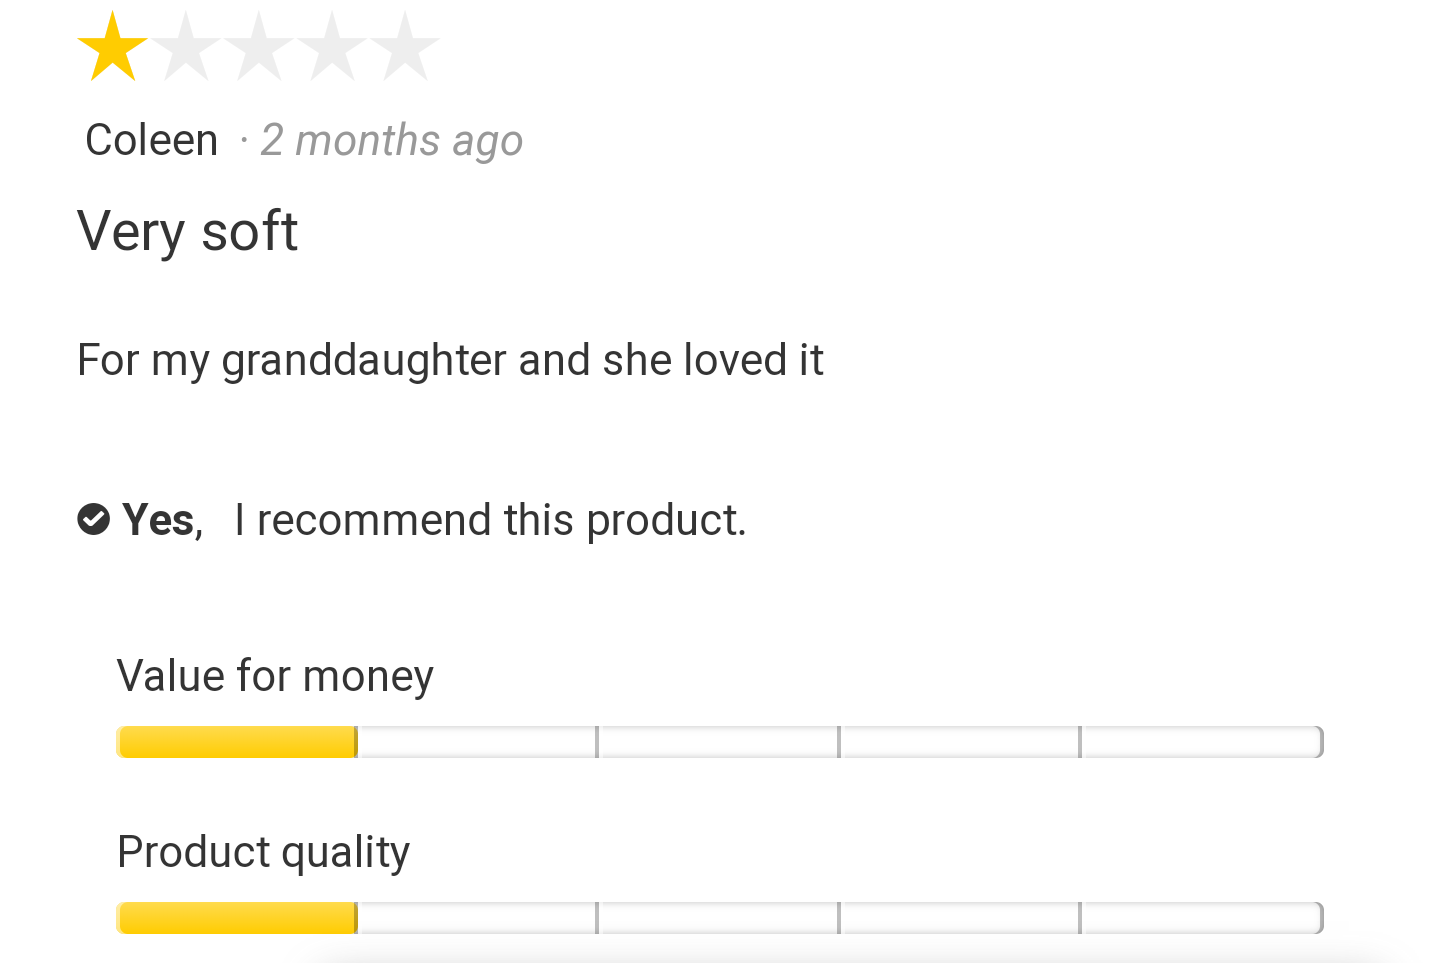 Coleen · 2 months ago
Very soft
For my granddaughter and she loved it
Yes, I recommend this product.
Value for money
Product quality